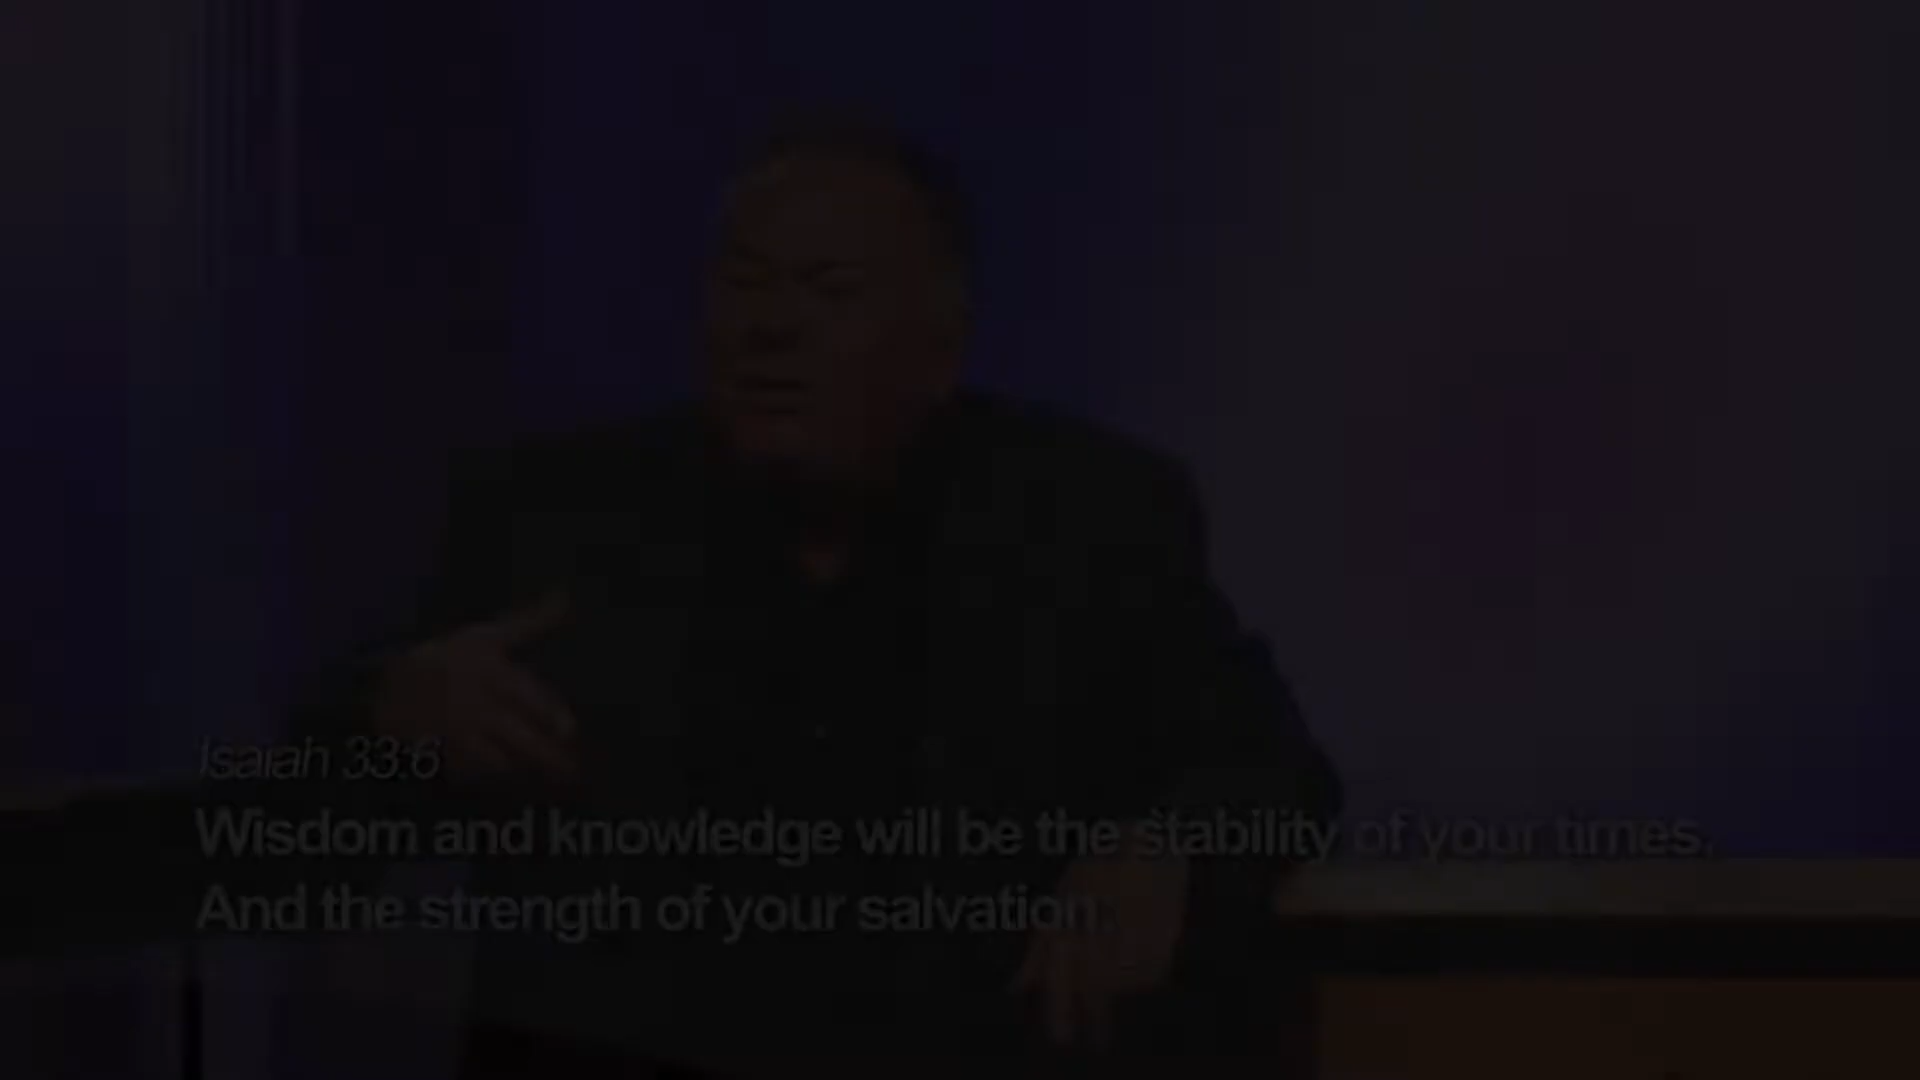 Isaiah 33:6
Wisdom and knowledge will be the stability of your times,
And the strength of your salvation.